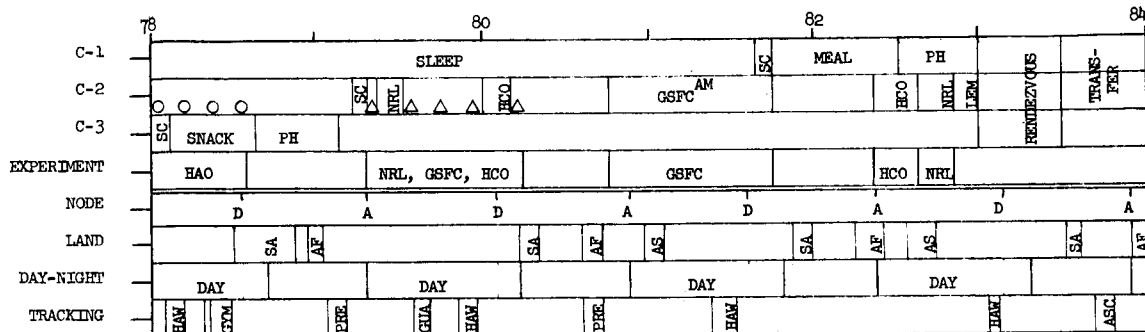 78 80 82 84
C-1 SLEEP SC MEAL PH
C-2 SC NRL HCO GSFC AM HCO NRL LEM RENDEZVOUS TRANS-FER
C-3 SC SNACK PH
EXPERIMENT HAO NRL, GSFC, HCO GSFC HCO NRL
NODE D A D A D A D A
LAND SA AF SA AF AS SA AF AS SA AF
DAY-NIGHT DAY DAY DAY DAY
TRACKING HAW GYM PRE GUA HAW PRE HAW HAW ASC